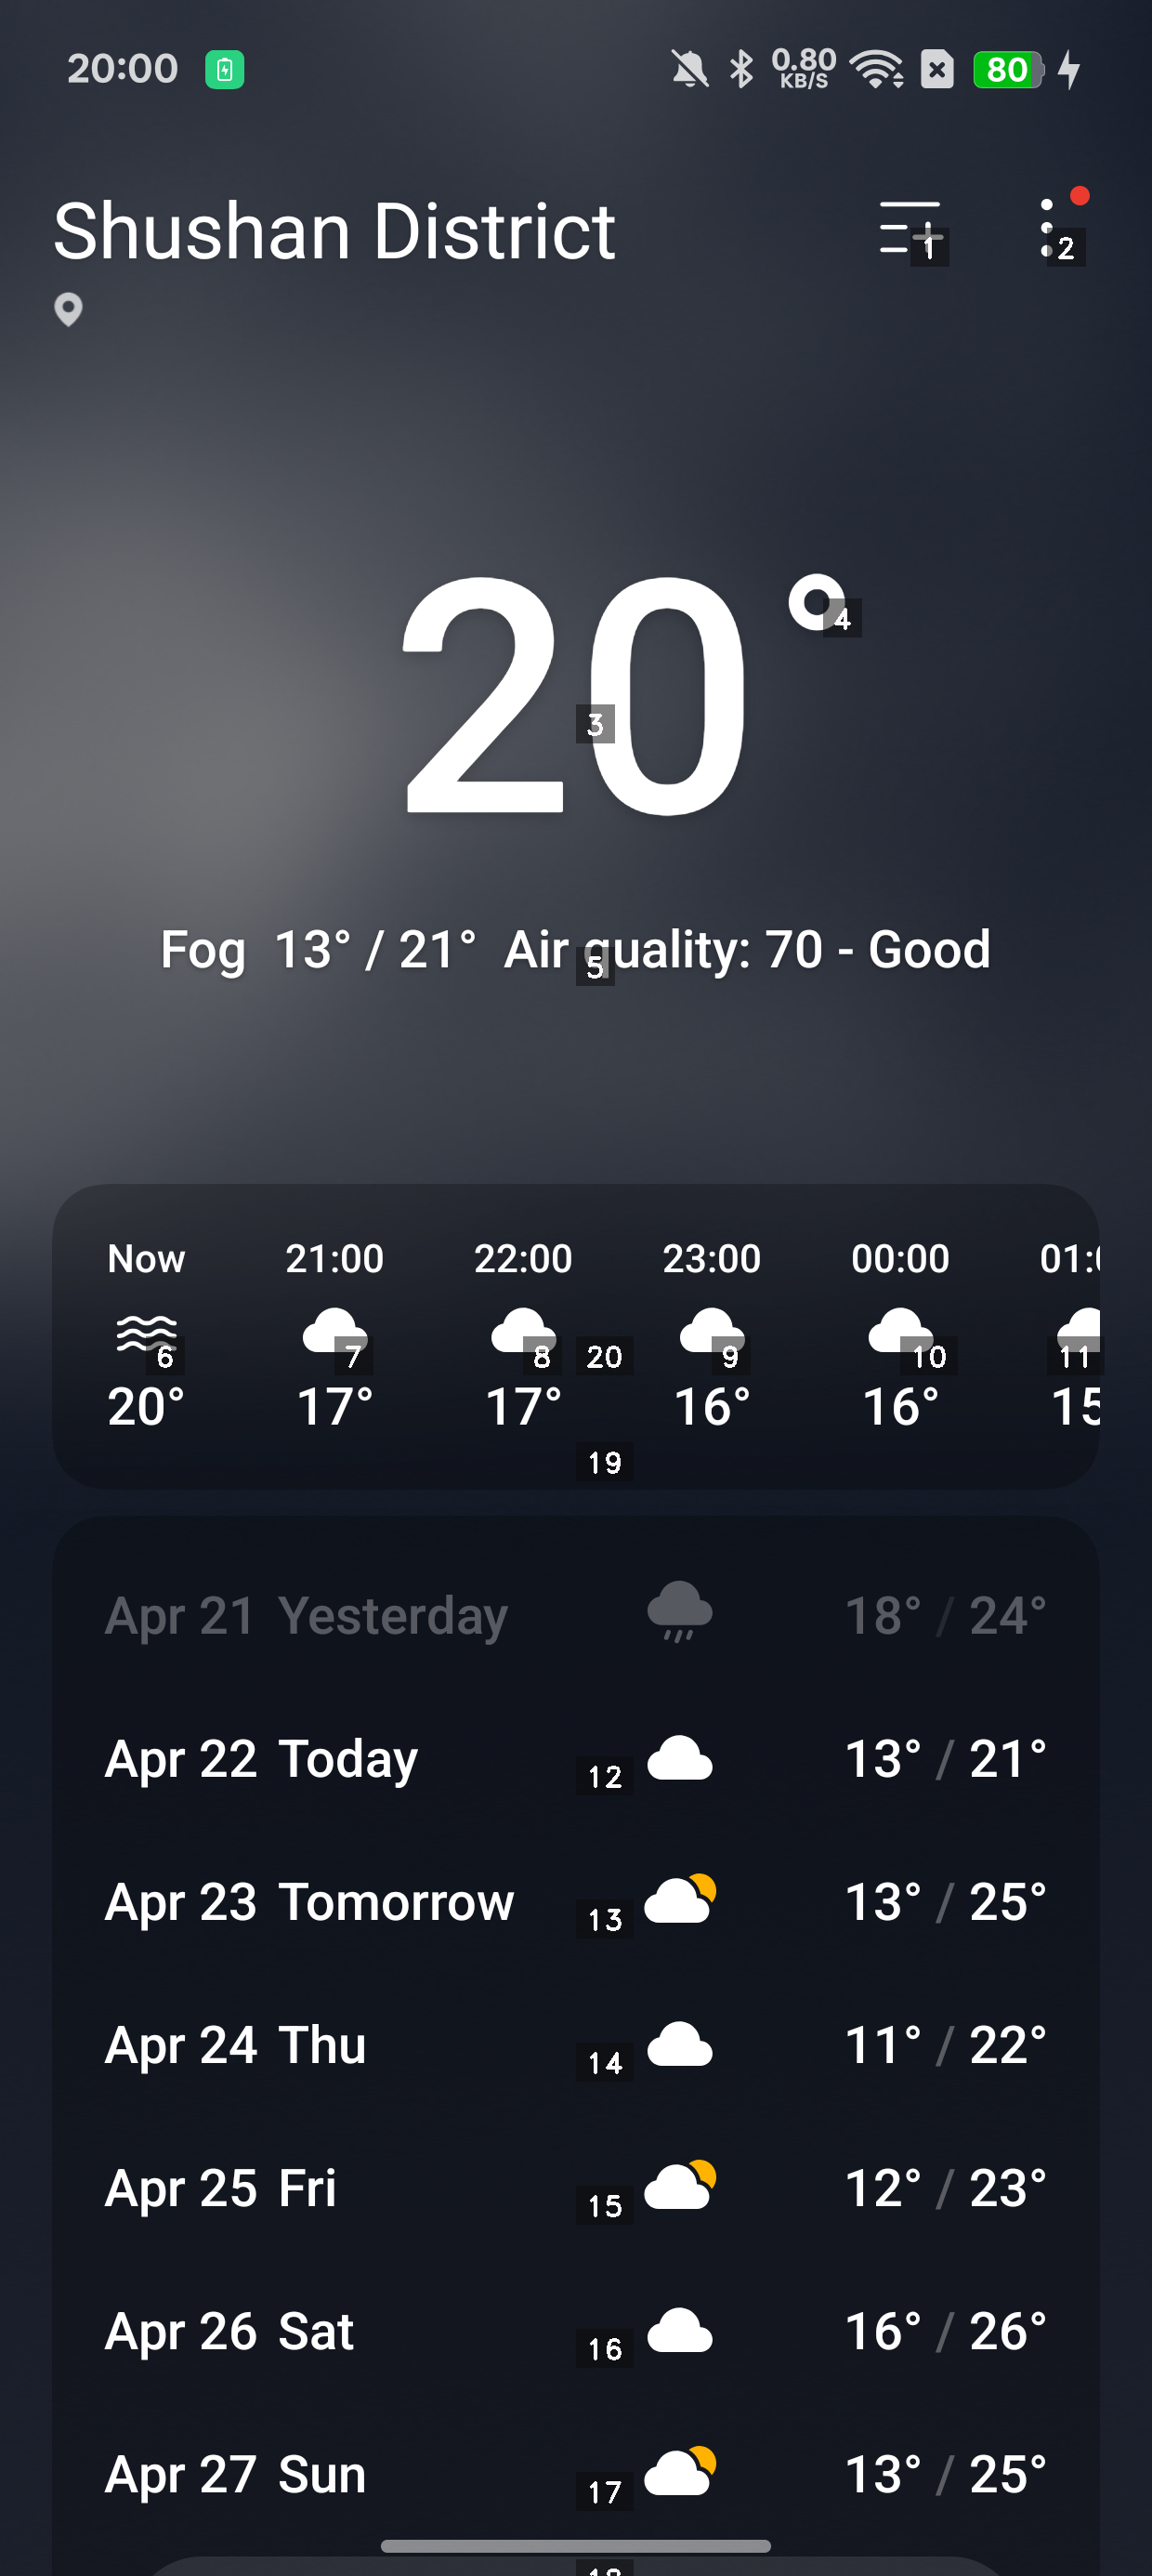 20:00 0.80 KB/S 80
Shushan District
1 2
20°
4
3
Fog 13° / 21° Air quality: 70 - Good
5
Now 21:00 22:00 23:00 00:00
6 7 8 20 9 10 11
20° 17° 17° 16° 16° 15
19
Apr 21 Yesterday 18° / 24°
Apr 22 Today 12 13° / 21°
Apr 23 Tomorrow 13 13° / 25°
Apr 24 Thu 14 11° / 22°
Apr 25 Fri 15 12° / 23°
Apr 26 Sat 16 16° / 26°
Apr 27 Sun 17 13° / 25°